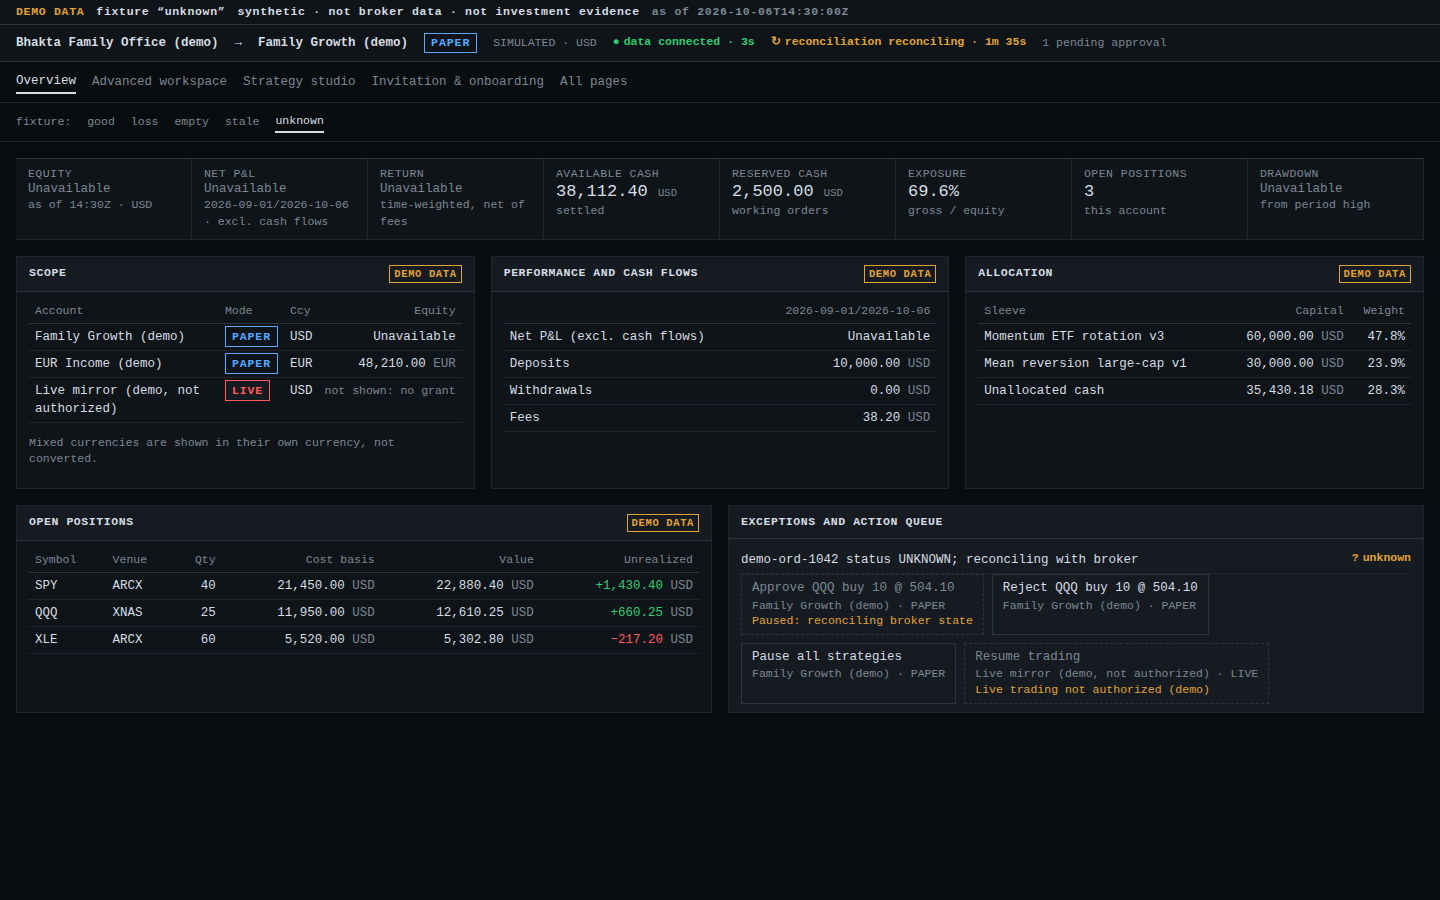 DEMO DATA fixture “unknown” synthetic · not broker data · not investment evidence as of 2026-10-06T14:30:00Z
Bhakta Family Office (demo) → Family Growth (demo) PAPER SIMULATED · USD ● data connected · 3s ↻ reconciliation reconciling · 1m 35s 1 pending approval
Overview Advanced workspace Strategy studio Invitation & onboarding All pages
fixture: good loss empty stale unknown
EQUITY
Unavailable
as of 14:30Z · USD
NET P&L
Unavailable
2026-09-01/2026-10-06
· excl. cash flows
RETURN
Unavailable
time-weighted, net of
fees
AVAILABLE CASH
38,112.40 USD
settled
RESERVED CASH
2,500.00 USD
working orders
EXPOSURE
69.6%
gross / equity
OPEN POSITIONS
3
this account
DRAWDOWN
Unavailable
from period high
SCOPE DEMO DATA
Account Mode Ccy Equity
Family Growth (demo) PAPER USD Unavailable
EUR Income (demo) PAPER EUR 48,210.00 EUR
Live mirror (demo, not LIVE USD not shown: no grant
authorized)
Mixed currencies are shown in their own currency, not
converted.
PERFORMANCE AND CASH FLOWS DEMO DATA
2026-09-01/2026-10-06
Net P&L (excl. cash flows) Unavailable
Deposits 10,000.00 USD
Withdrawals 0.00 USD
Fees 38.20 USD
ALLOCATION DEMO DATA
Sleeve Capital Weight
Momentum ETF rotation v3 60,000.00 USD 47.8%
Mean reversion large-cap v1 30,000.00 USD 23.9%
Unallocated cash 35,430.18 USD 28.3%
OPEN POSITIONS DEMO DATA
Symbol Venue Qty Cost basis Value Unrealized
SPY ARCX 40 21,450.00 USD 22,880.40 USD +1,430.40 USD
QQQ XNAS 25 11,950.00 USD 12,610.25 USD +660.25 USD
XLE ARCX 60 5,520.00 USD 5,302.80 USD −217.20 USD
EXCEPTIONS AND ACTION QUEUE
demo-ord-1042 status UNKNOWN; reconciling with broker ? unknown
Approve QQQ buy 10 @ 504.10
Family Growth (demo) · PAPER
Paused: reconciling broker state
Reject QQQ buy 10 @ 504.10
Family Growth (demo) · PAPER
Pause all strategies
Family Growth (demo) · PAPER
Resume trading
Live mirror (demo, not authorized) · LIVE
Live trading not authorized (demo)